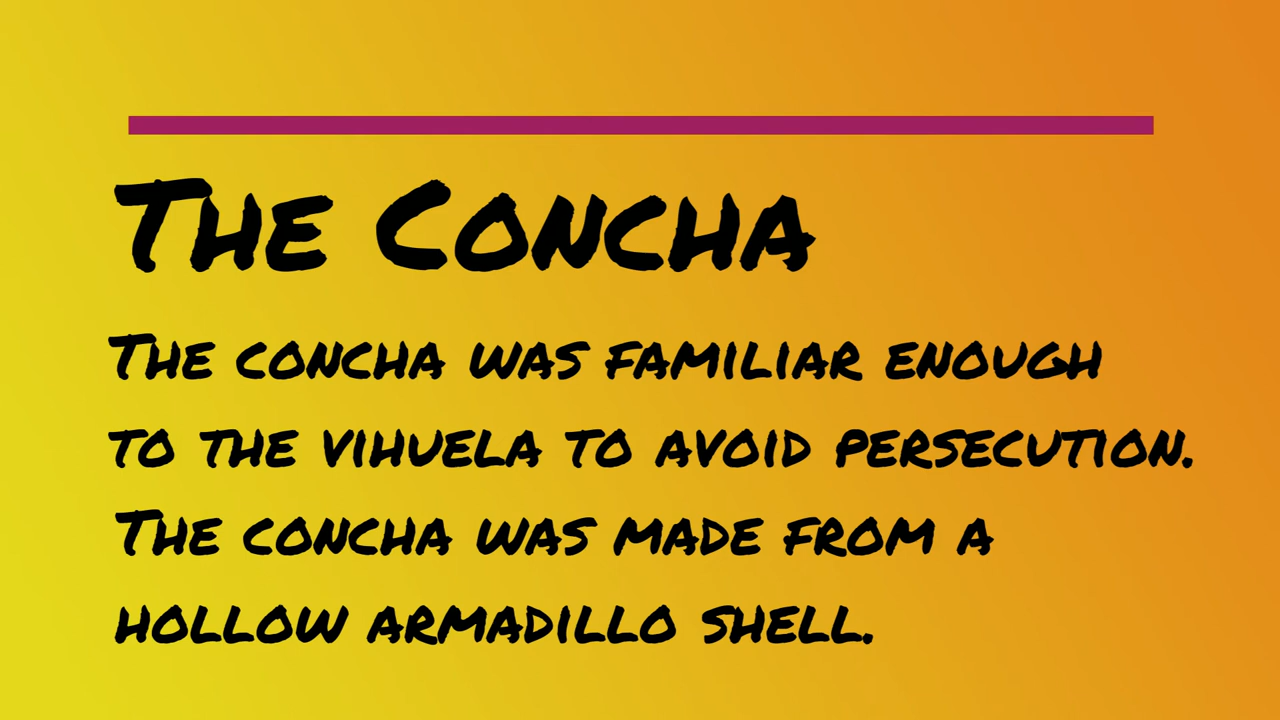 The Concha
The concha was familiar enough
to the vihuela to avoid persecution.
The concha was made from a
hollow armadillo shell.